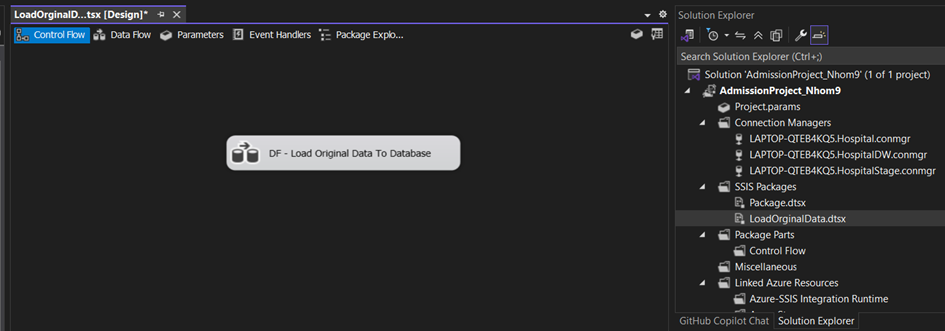 LoadOrginalD...tsx [Design]*
Control Flow
Data Flow
Parameters
Event Handlers
Package Explo...
DF - Load Original Data To Database
Solution Explorer
Search Solution Explorer (Ctrl+;)
Solution 'AdmissionProject_Nhom9' (1 of 1 project)
AdmissionProject_Nhom9
Project.params
Connection Managers
LAPTOP-QTEB4KQ5.Hospital.conmgr
LAPTOP-QTEB4KQ5.HospitalDW.conmgr
LAPTOP-QTEB4KQ5.HospitalStage.conmgr
SSIS Packages
Package.dtsx
LoadOrginalData.dtsx
Package Parts
Control Flow
Miscellaneous
Linked Azure Resources
Azure-SSIS Integration Runtime
GitHub Copilot Chat
Solution Explorer